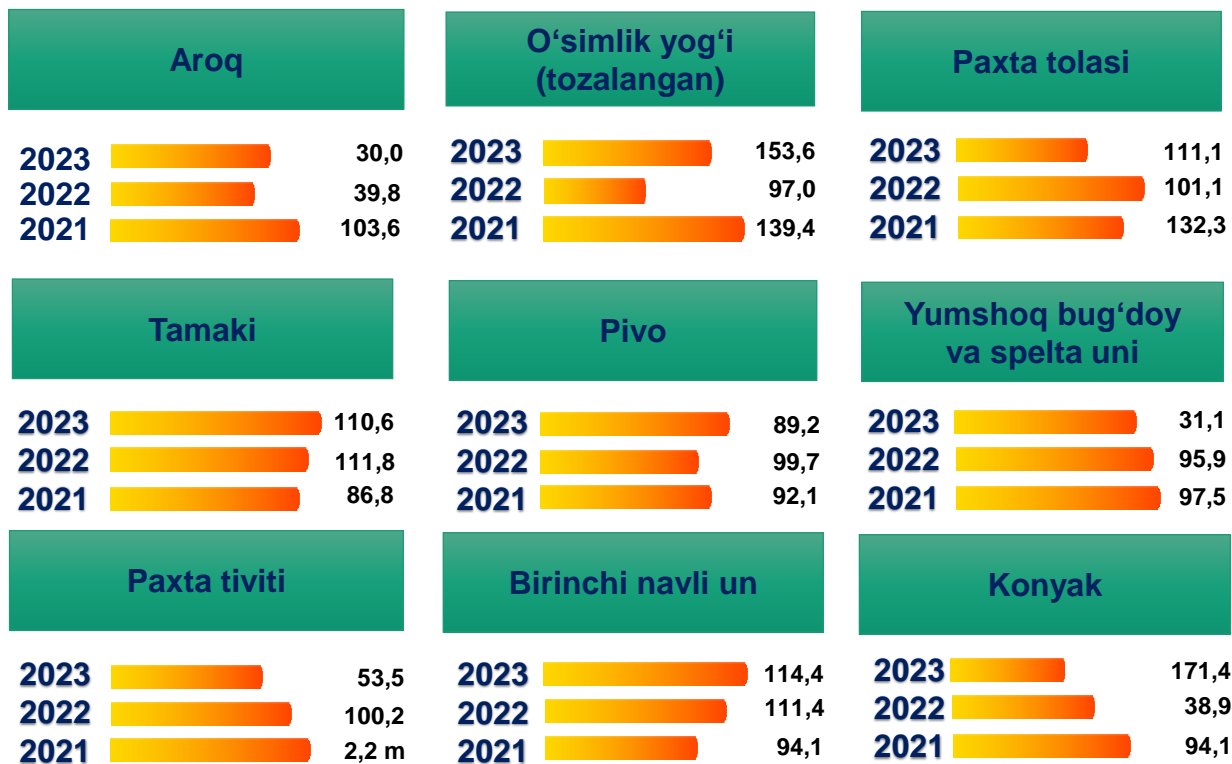 Aroq
2023 30,0
2022 39,8
2021 103,6
O‘simlik yog‘i
(tozalangan)
2023 153,6
2022 97,0
2021 139,4
Paxta tolasi
2023 111,1
2022 101,1
2021 132,3
Tamaki
2023 110,6
2022 111,8
2021 86,8
Pivo
2023 89,2
2022 99,7
2021 92,1
Yumshoq bug‘doy
va spelta uni
2023 31,1
2022 95,9
2021 97,5
Paxta tiviti
2023 53,5
2022 100,2
2021 2,2 m
Birinchi navli un
2023 114,4
2022 111,4
2021 94,1
Konyak
2023 171,4
2022 38,9
2021 94,1